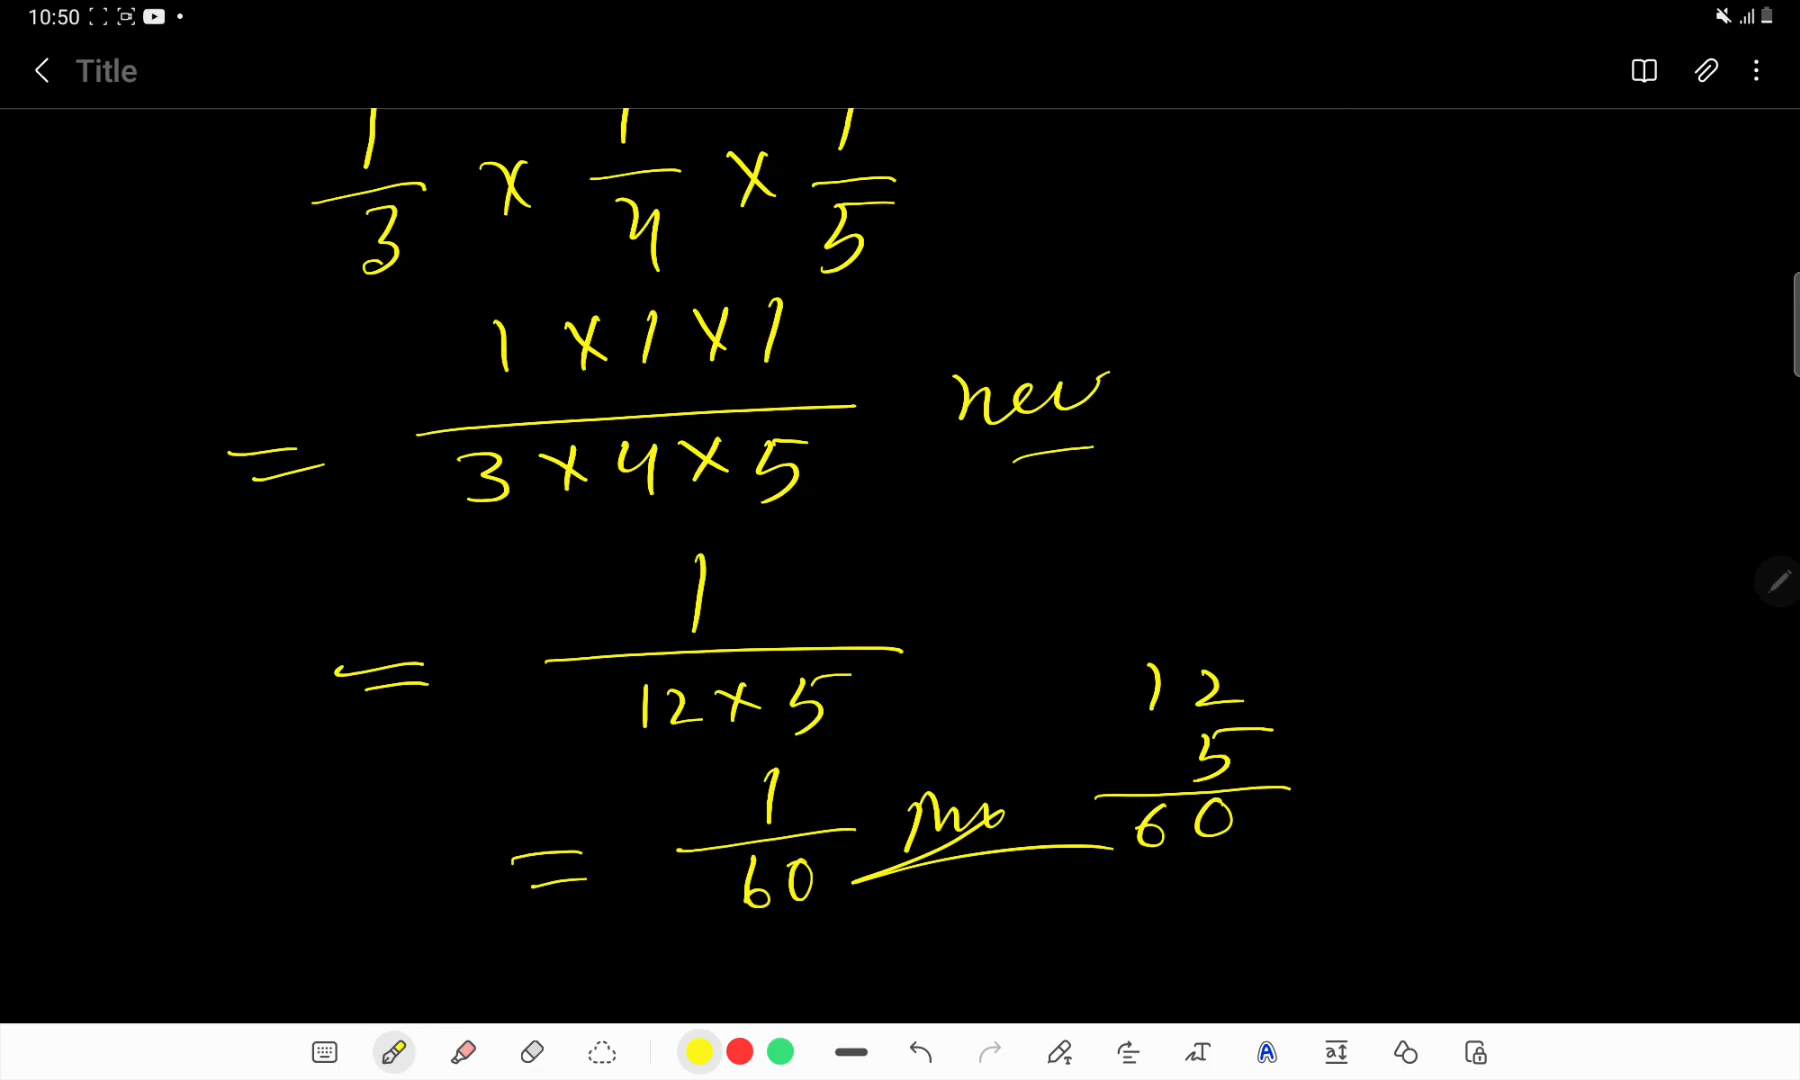 10:50
Title
1/3 x 1/4 x 1/5
= 1 x 1 x 1 / 3 x 4 x 5 new
= 1 / 12 x 5
12
5
60
= 1/60